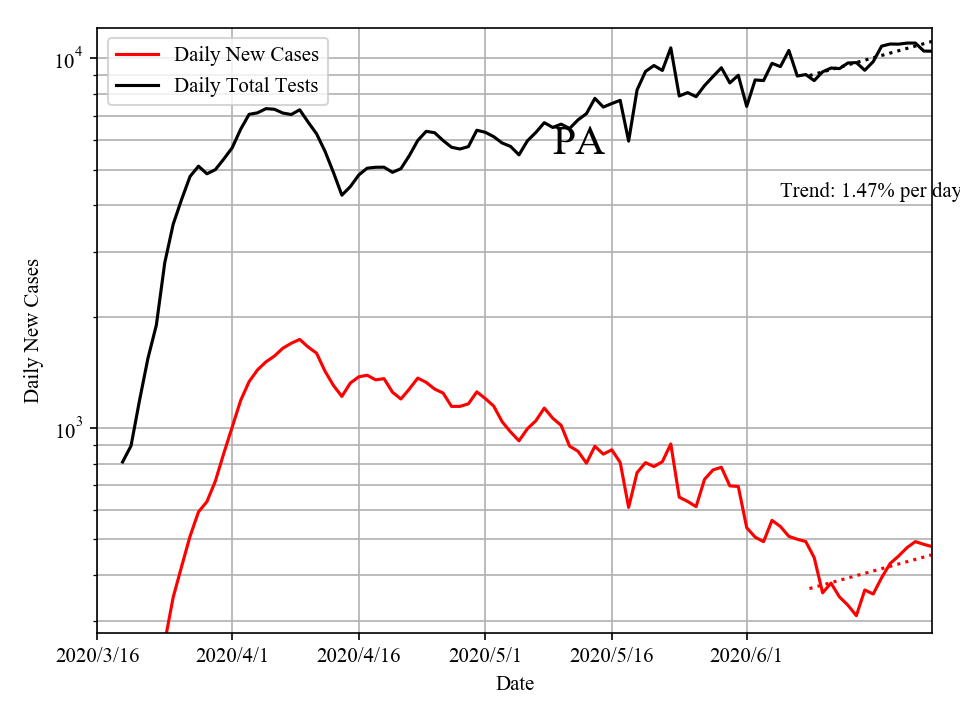 Daily New Cases
Daily Total Tests
10^4
PA
Trend: 1.47% per day
Daily New Cases
10^3
2020/3/16 2020/4/1 2020/4/16 2020/5/1 2020/5/16 2020/6/1
Date